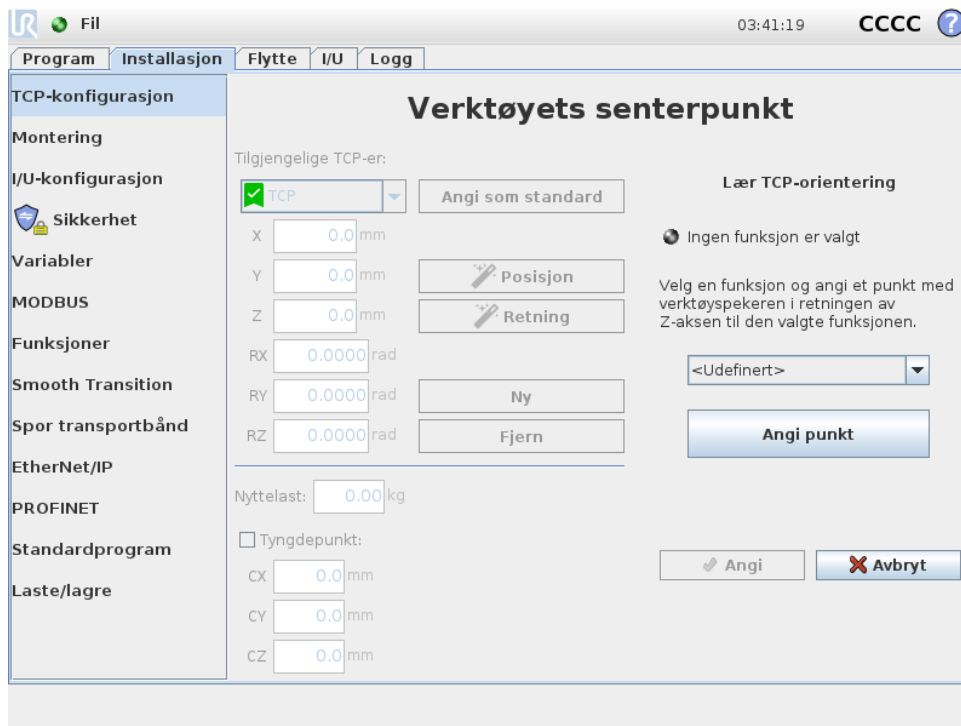 UR Fil 03:41:19 CCCC ?
Program Installasjon Flytte I/U Logg
TCP-konfigurasjon
Montering
I/U-konfigurasjon
Sikkerhet
Variabler
MODBUS
Funksjoner
Smooth Transition
Spor transportbånd
EtherNet/IP
PROFINET
Standardprogram
Laste/lagre
Verktøyets senterpunkt
Tilgjengelige TCP-er:
TCP Angi som standard
X 0.0 mm
Y 0.0 mm Posisjon
Z 0.0 mm Retning
RX 0.0000 rad
RY 0.0000 rad Ny
RZ 0.0000 rad Fjern
Nyttelast: 0.00 kg
Tyngdepunkt:
CX 0.0 mm
CY 0.0 mm
CZ 0.0 mm
Lær TCP-orientering
Ingen funksjon er valgt
Velg en funksjon og angi et punkt med
verktøyspekeren i retningen av
Z-aksen til den valgte funksjonen.
<Udefinert>
Angi punkt
Angi Avbryt